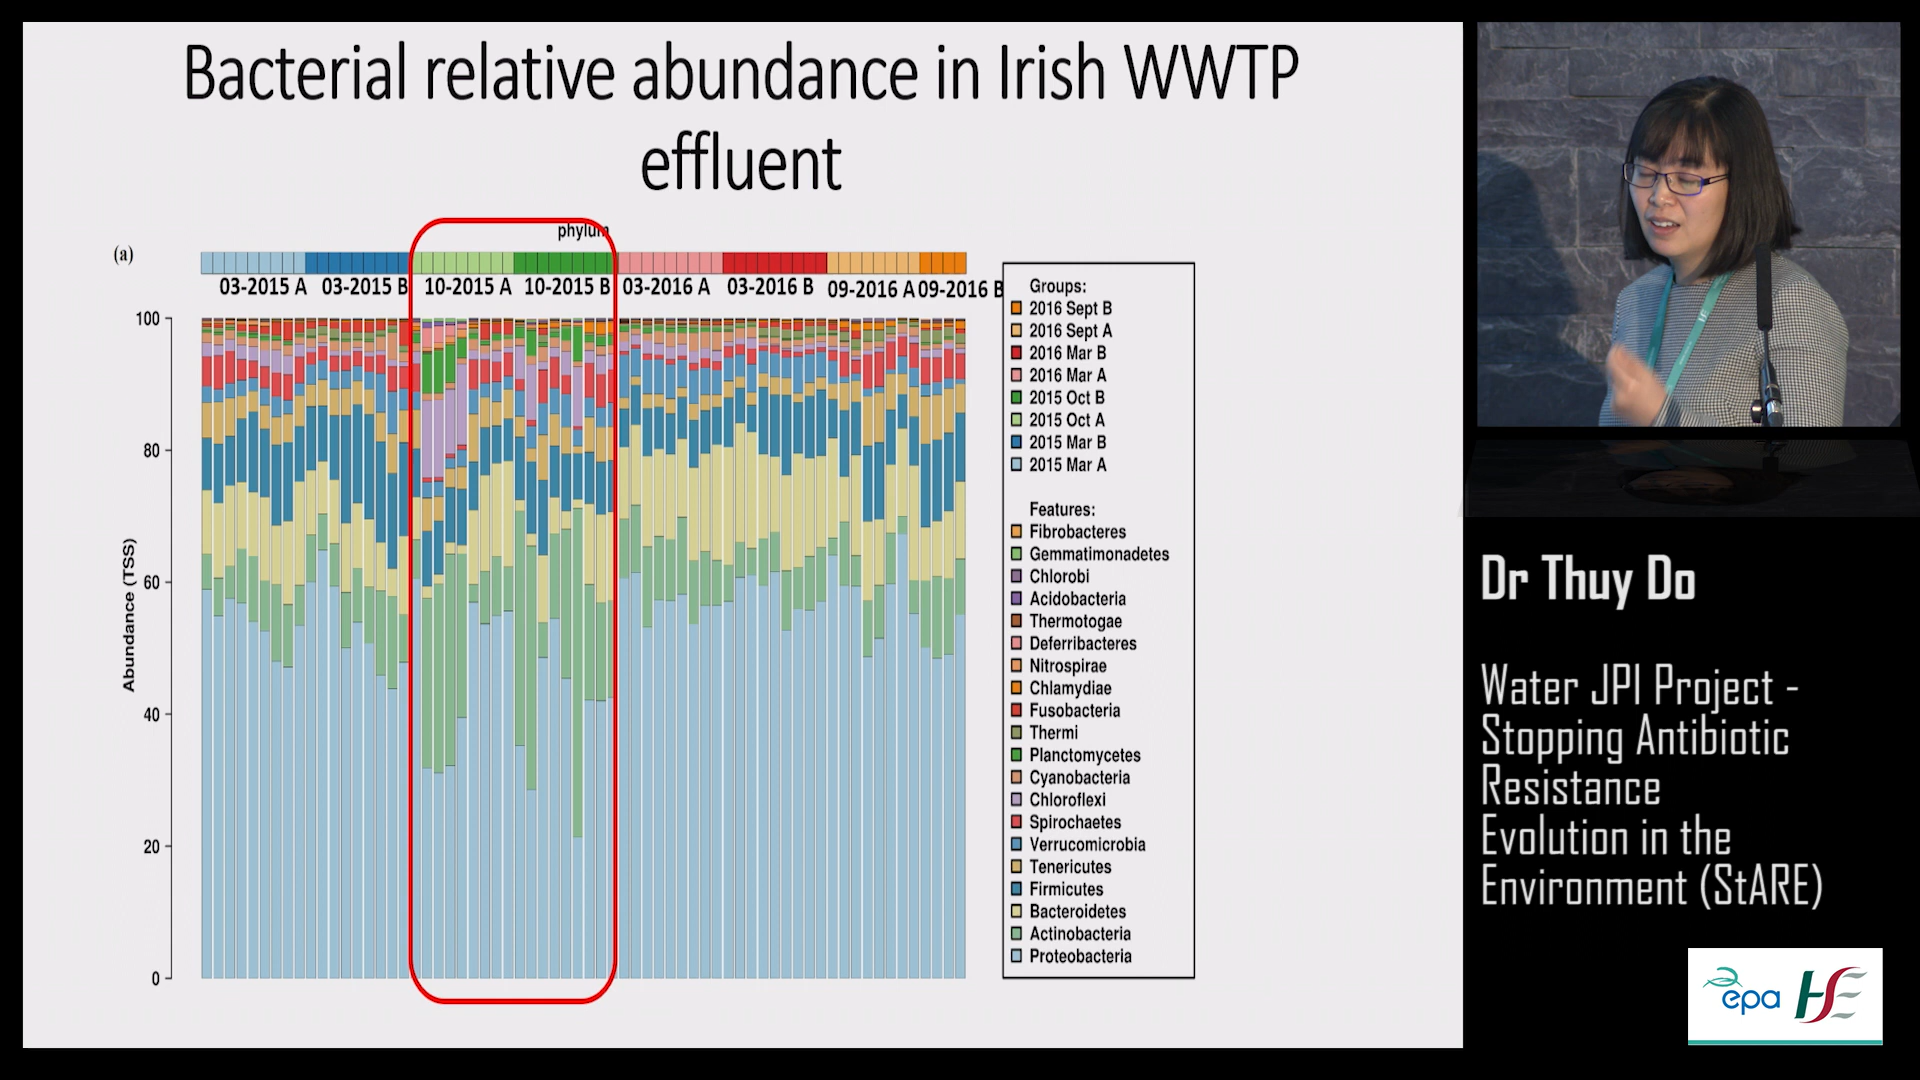 Bacterial relative abundance in Irish WWTP
effluent
(a)
phylum
03-2015 A
03-2015 B
10-2015 A
10-2015 B
03-2016 A
03-2016 B
09-2016 A
09-2016 B
Abundance (TSS)
100
80
60
40
20
0
Groups:
2016 Sept B
2016 Sept A
2016 Mar B
2016 Mar A
2015 Oct B
2015 Oct A
2015 Mar B
2015 Mar A
Features:
Fibrobacteres
Gemmatimonadetes
Chlorobi
Acidobacteria
Thermotogae
Deferribacteres
Nitrospirae
Chlamydiae
Fusobacteria
Thermi
Planctomycetes
Cyanobacteria
Chloroflexi
Spirochaetes
Verrucomicrobia
Tenericutes
Firmicutes
Bacteroidetes
Actinobacteria
Proteobacteria
Dr Thuy Do
Water JPI Project -
Stopping Antibiotic
Resistance
Evolution in the
Environment (StARE)
epa HSE